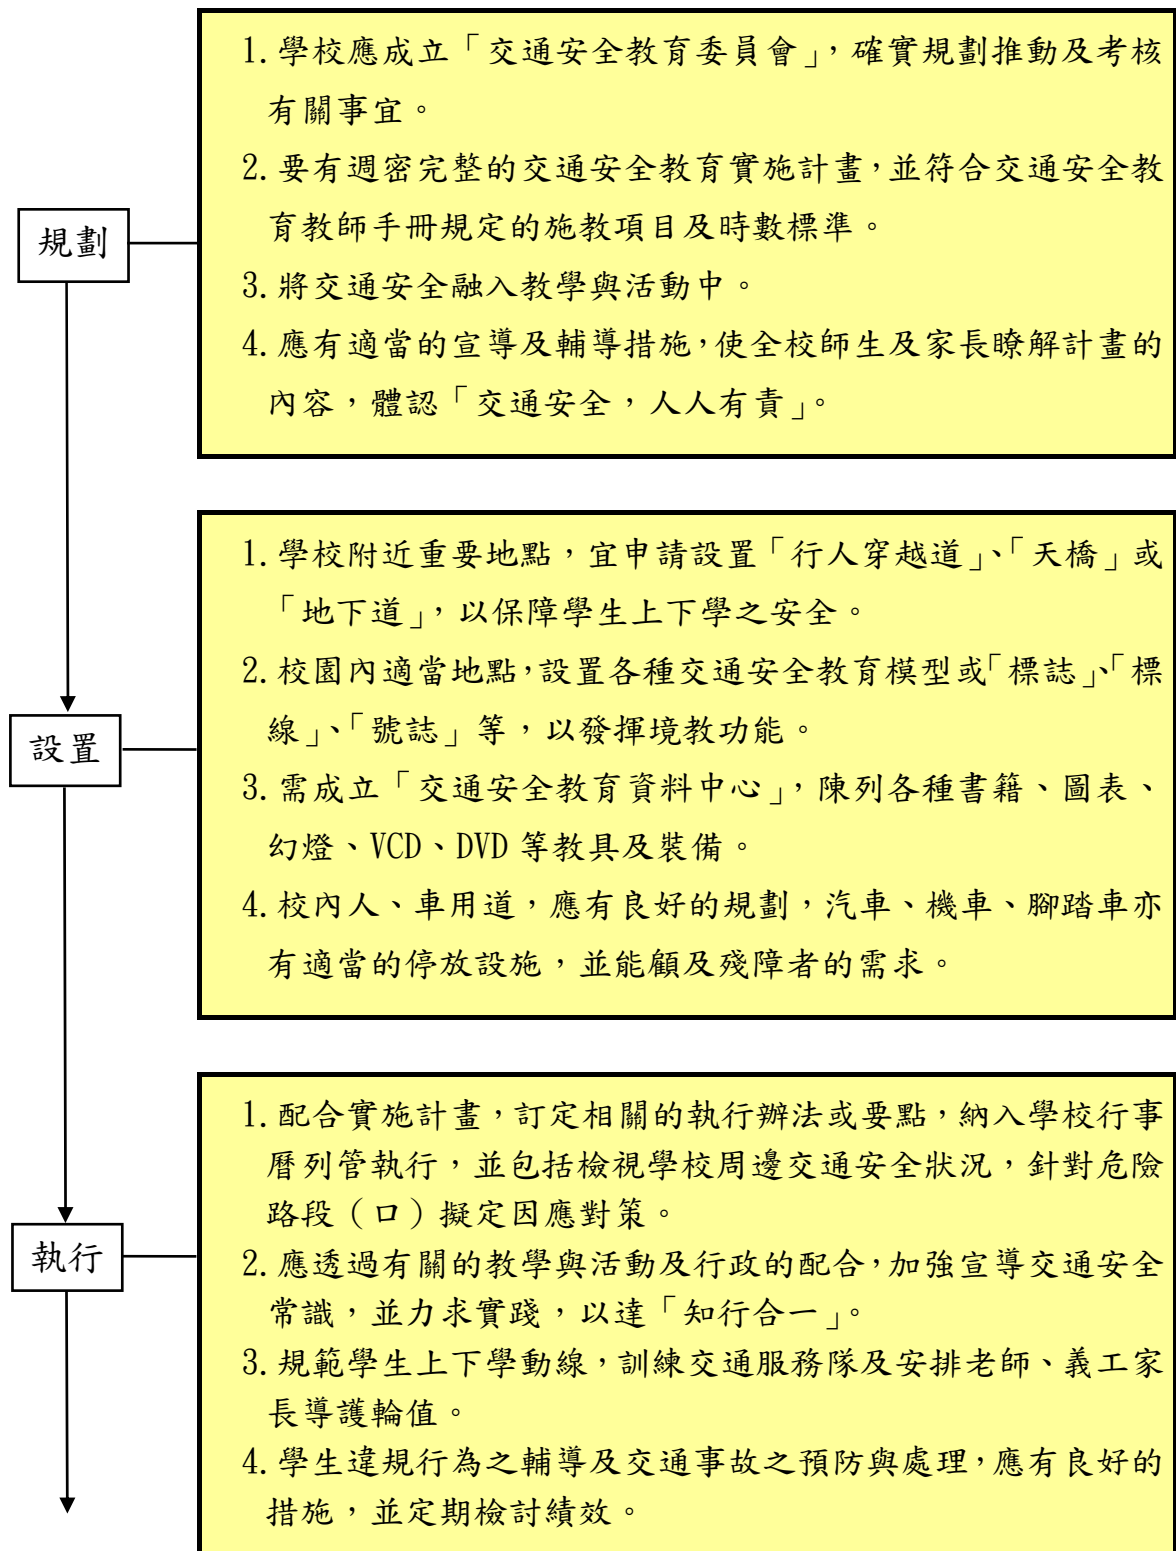 規劃
1.學校應成立「交通安全教育委員會」，確實規劃推動及考核
有關事宜。
2.要有週密完整的交通安全教育實施計畫，並符合交通安全教
育教師手冊規定的施教項目及時數標準。
3.將交通安全融入教學與活動中。
4.應有適當的宣導及輔導措施，使全校師生及家長瞭解計畫的
內容，體認「交通安全，人人有責」。
設置
1.學校附近重要地點，宜申請設置「行人穿越道」、「天橋」或
「地下道」，以保障學生上下學之安全。
2.校園內適當地點，設置各種交通安全教育模型或「標誌」、「標
線」、「號誌」等，以發揮境教功能。
3.需成立「交通安全教育資料中心」，陳列各種書籍、圖表、
幻燈、VCD、DVD 等教具及裝備。
4.校內人、車用道，應有良好的規劃，汽車、機車、腳踏車亦
有適當的停放設施，並能顧及殘障者的需求。
執行
1.配合實施計畫，訂定相關的執行辦法或要點，納入學校行事
曆列管執行，並包括檢視學校周邊交通安全狀況，針對危險
路段（口）擬定因應對策。
2.應透過有關的教學與活動及行政的配合，加強宣導交通安全
常識，並力求實踐，以達「知行合一」。
3.規範學生上下學動線，訓練交通服務隊及安排老師、義工家
長導護輪值。
4.學生違規行為之輔導及交通事故之預防與處理，應有良好的
措施，並定期檢討績效。